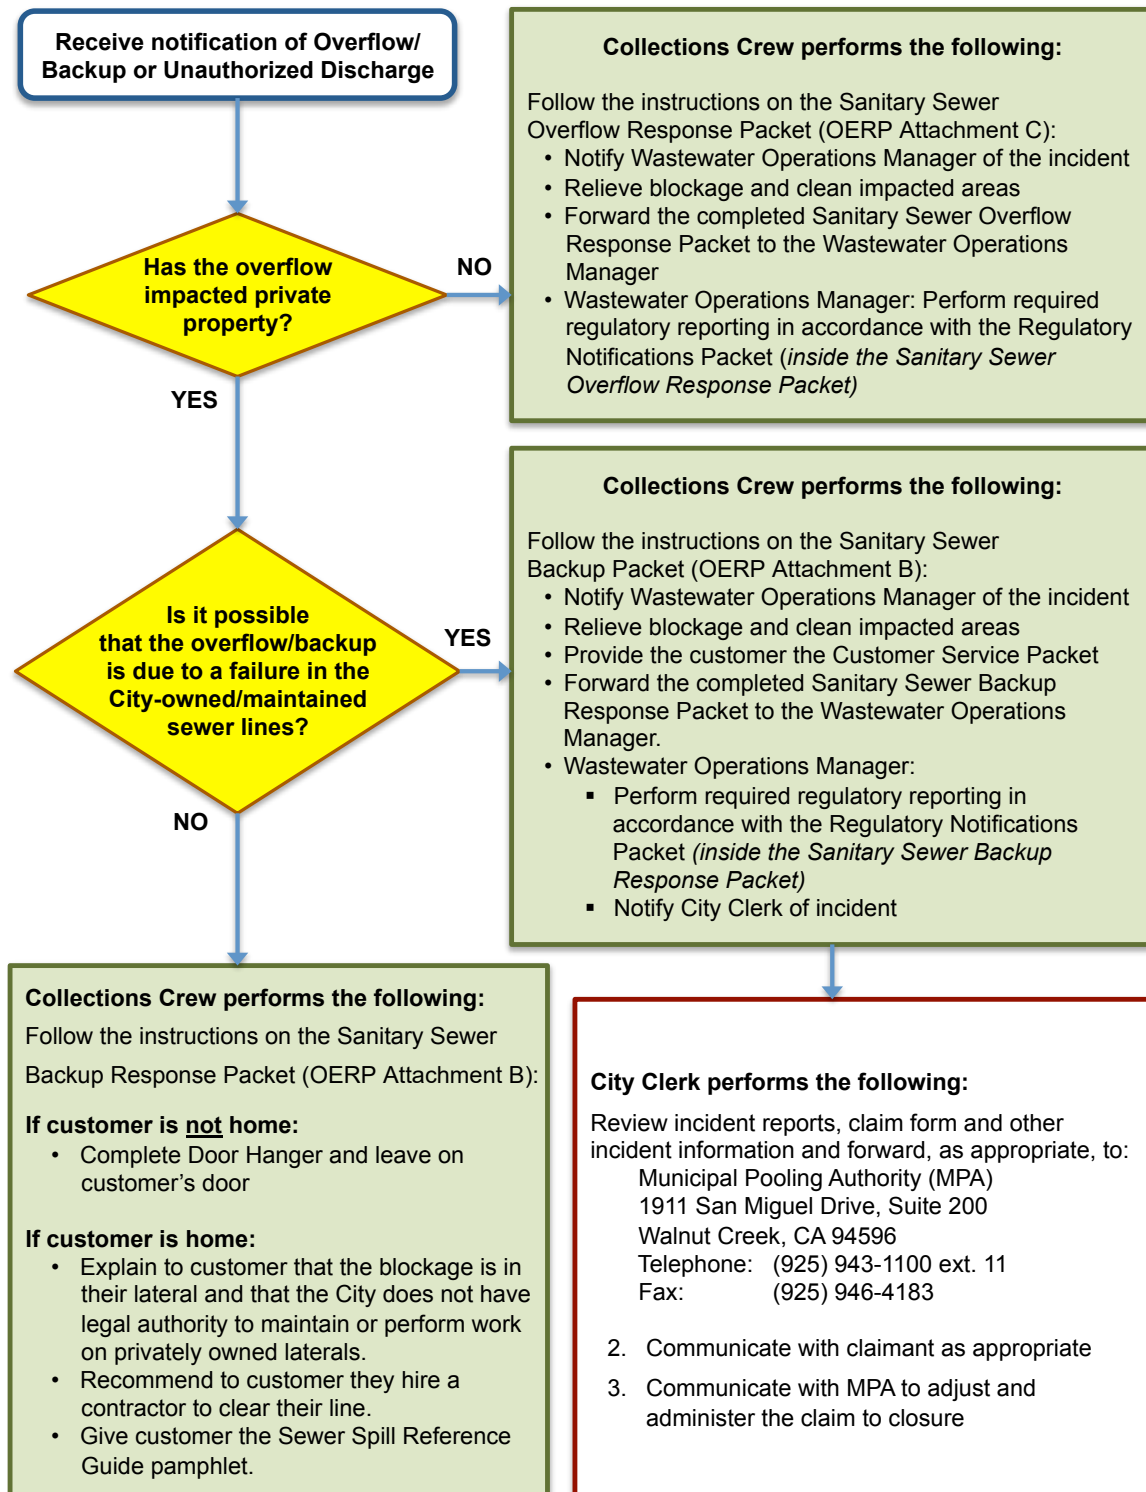 Receive notification of Overflow/
Backup or Unauthorized Discharge
Has the overflow
impacted private
property?
NO
YES
Collections Crew performs the following:
Follow the instructions on the Sanitary Sewer
Overflow Response Packet (OERP Attachment C):
• Notify Wastewater Operations Manager of the incident
• Relieve blockage and clean impacted areas
• Forward the completed Sanitary Sewer Overflow
Response Packet to the Wastewater Operations
Manager
• Wastewater Operations Manager: Perform required
regulatory reporting in accordance with the Regulatory
Notifications Packet (inside the Sanitary Sewer
Overflow Response Packet)
Is it possible
that the overflow/backup
is due to a failure in the
City-owned/maintained
sewer lines?
YES
NO
Collections Crew performs the following:
Follow the instructions on the Sanitary Sewer
Backup Packet (OERP Attachment B):
• Notify Wastewater Operations Manager of the incident
• Relieve blockage and clean impacted areas
• Provide the customer the Customer Service Packet
• Forward the completed Sanitary Sewer Backup
Response Packet to the Wastewater Operations
Manager.
• Wastewater Operations Manager:
▪ Perform required regulatory reporting in
accordance with the Regulatory Notifications
Packet (inside the Sanitary Sewer Backup
Response Packet)
▪ Notify City Clerk of incident
Collections Crew performs the following:
Follow the instructions on the Sanitary Sewer
Backup Response Packet (OERP Attachment B):
If customer is not home:
• Complete Door Hanger and leave on
customer's door
If customer is home:
• Explain to customer that the blockage is in
their lateral and that the City does not have
legal authority to maintain or perform work
on privately owned laterals.
• Recommend to customer they hire a
contractor to clear their line.
• Give customer the Sewer Spill Reference
Guide pamphlet.
City Clerk performs the following:
Review incident reports, claim form and other
incident information and forward, as appropriate, to:
Municipal Pooling Authority (MPA)
1911 San Miguel Drive, Suite 200
Walnut Creek, CA 94596
Telephone: (925) 943-1100 ext. 11
Fax: (925) 946-4183
2. Communicate with claimant as appropriate
3. Communicate with MPA to adjust and
administer the claim to closure